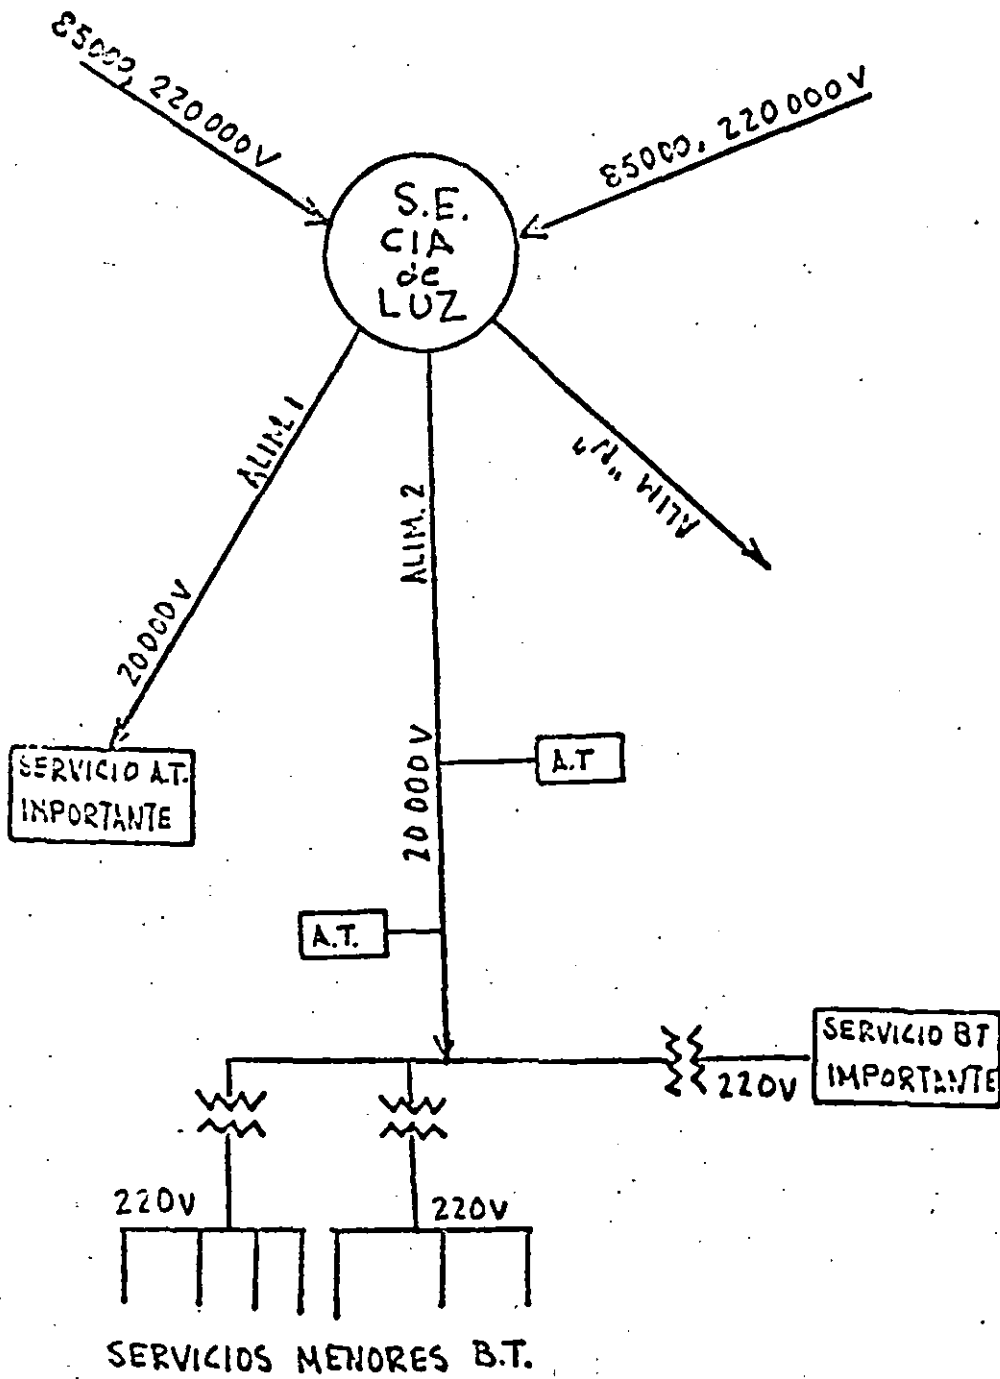 85000, 220000V
85000, 220000V
S.E.
CIA
de
LUZ
ALIM 1
20000V
ALIM. 2
20000V
ALIM "N"
SERVICIO A.T.
IMPORTANTE
A.T
A.T.
SERVICIO BT
IMPORTANTE
220V
220V
220V
SERVICIOS MENORES B.T.